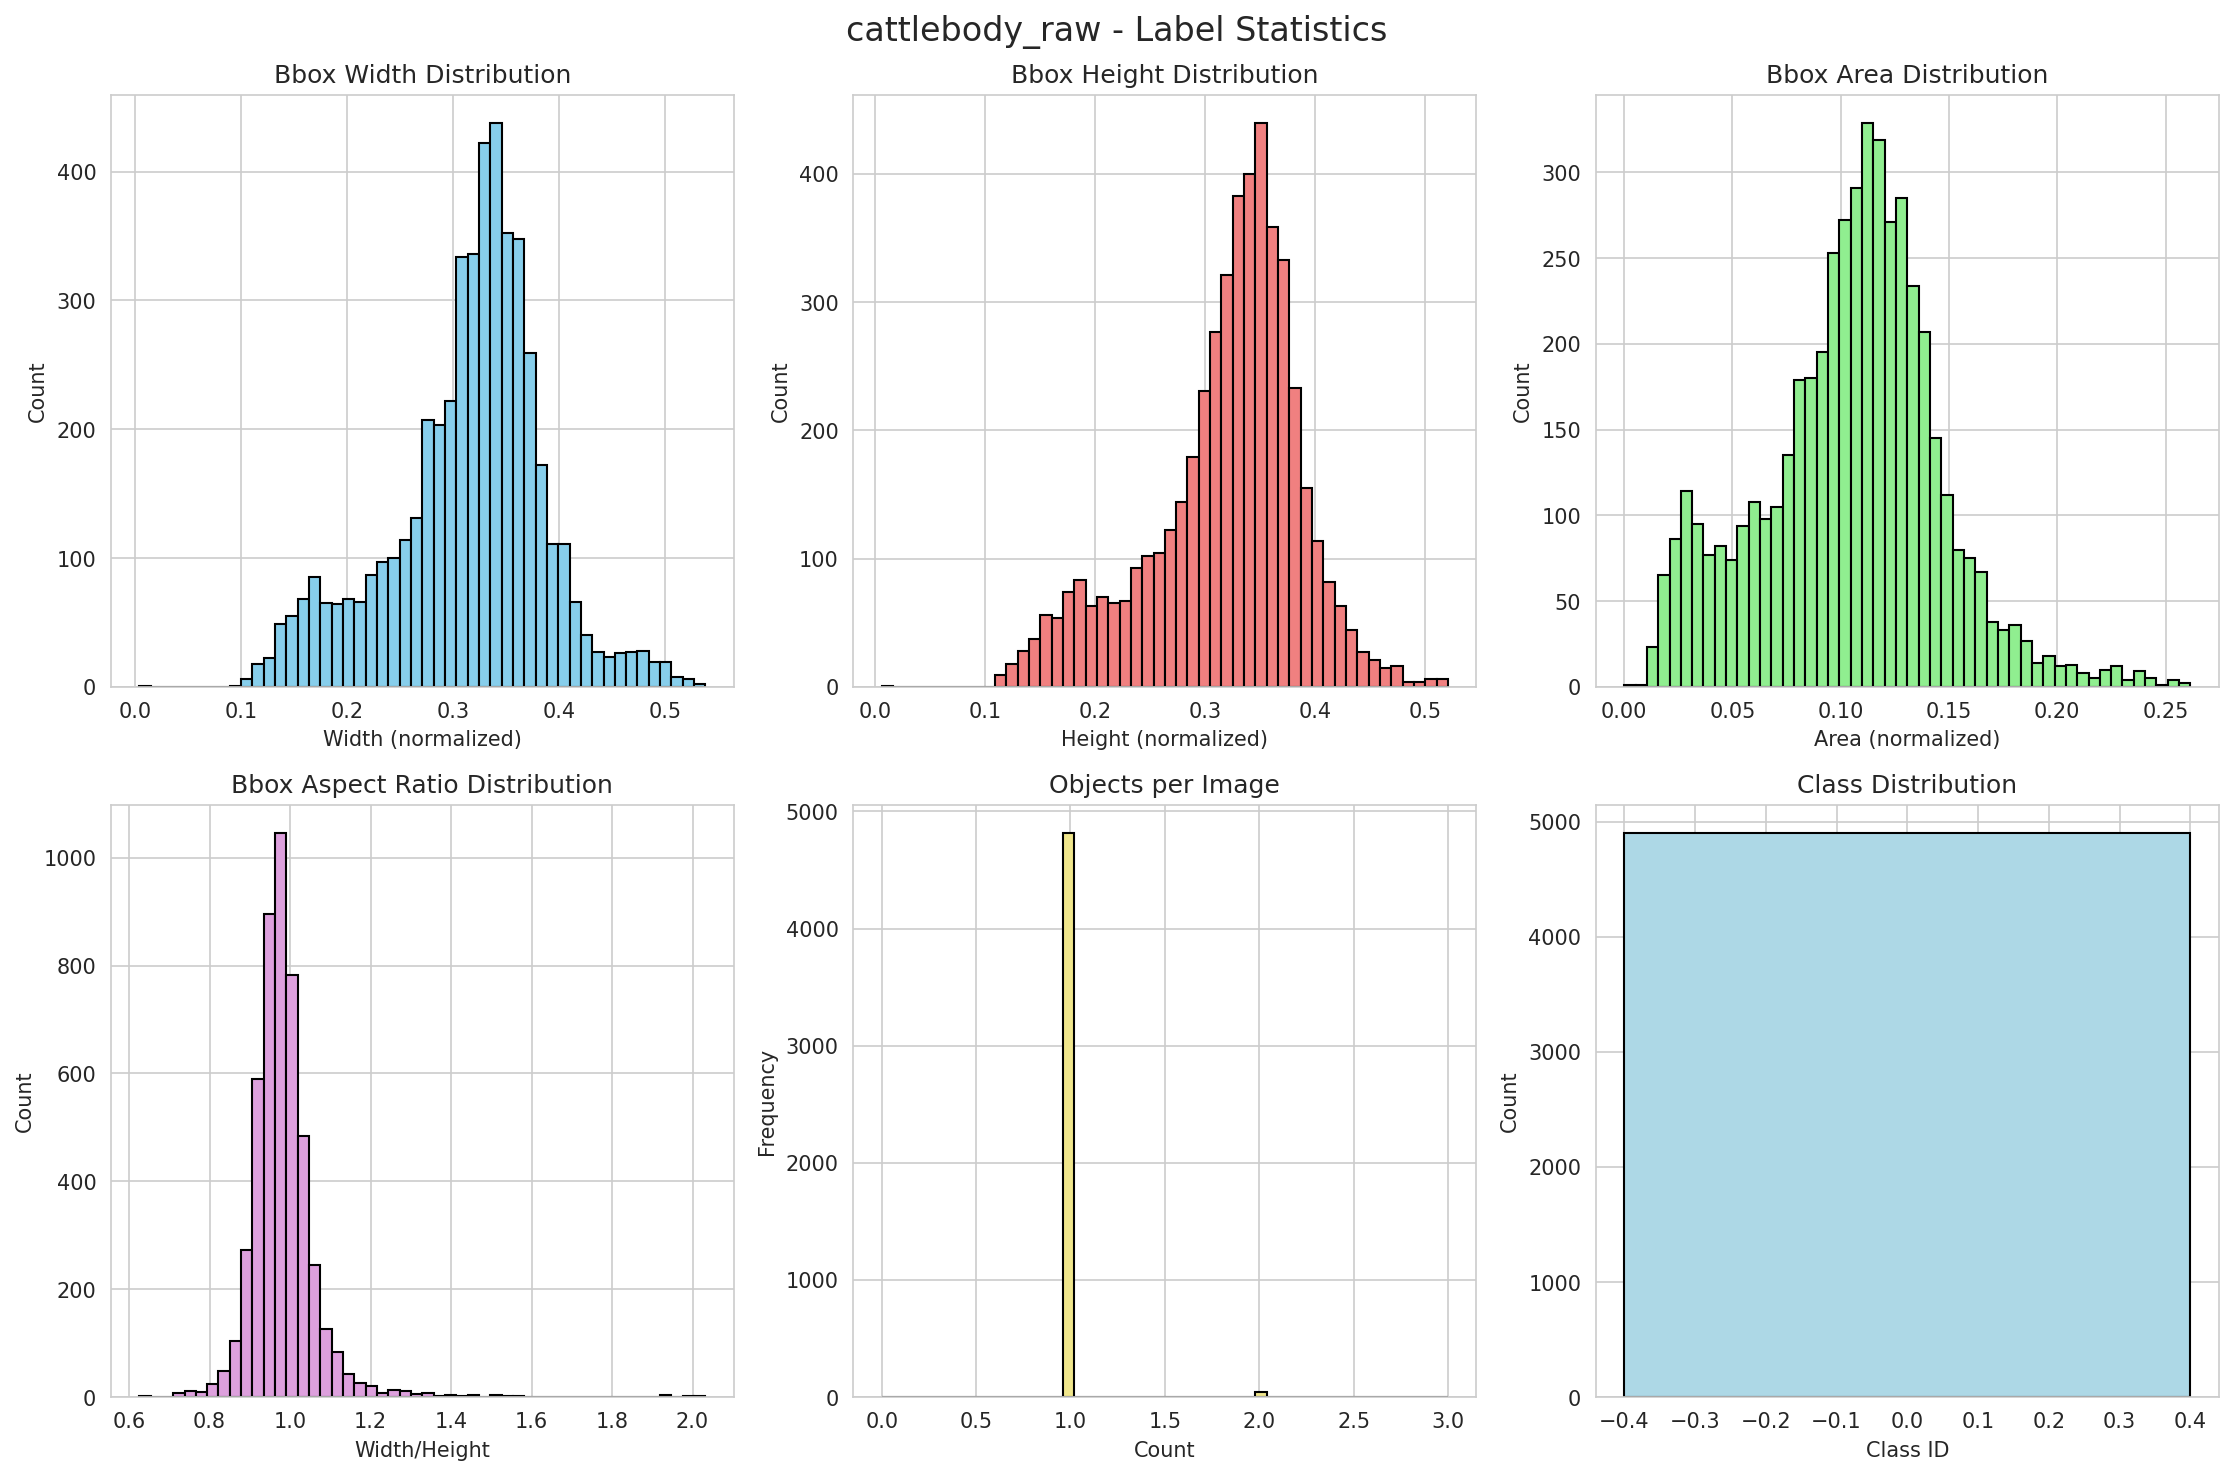 cattlebody_raw - Label Statistics
Bbox Width Distribution
Count
0
100
200
300
400
0.0 0.1 0.2 0.3 0.4 0.5
Width (normalized)
Bbox Height Distribution
Count
0
100
200
300
400
0.0 0.1 0.2 0.3 0.4 0.5
Height (normalized)
Bbox Area Distribution
Count
0
50
100
150
200
250
300
0.00 0.05 0.10 0.15 0.20 0.25
Area (normalized)
Bbox Aspect Ratio Distribution
Count
0
200
400
600
800
1000
0.6 0.8 1.0 1.2 1.4 1.6 1.8 2.0
Width/Height
Objects per Image
Frequency
0
1000
2000
3000
4000
5000
0.0 0.5 1.0 1.5 2.0 2.5 3.0
Count
Class Distribution
Count
0
1000
2000
3000
4000
5000
−0.4 −0.3 −0.2 −0.1 0.0 0.1 0.2 0.3 0.4
Class ID